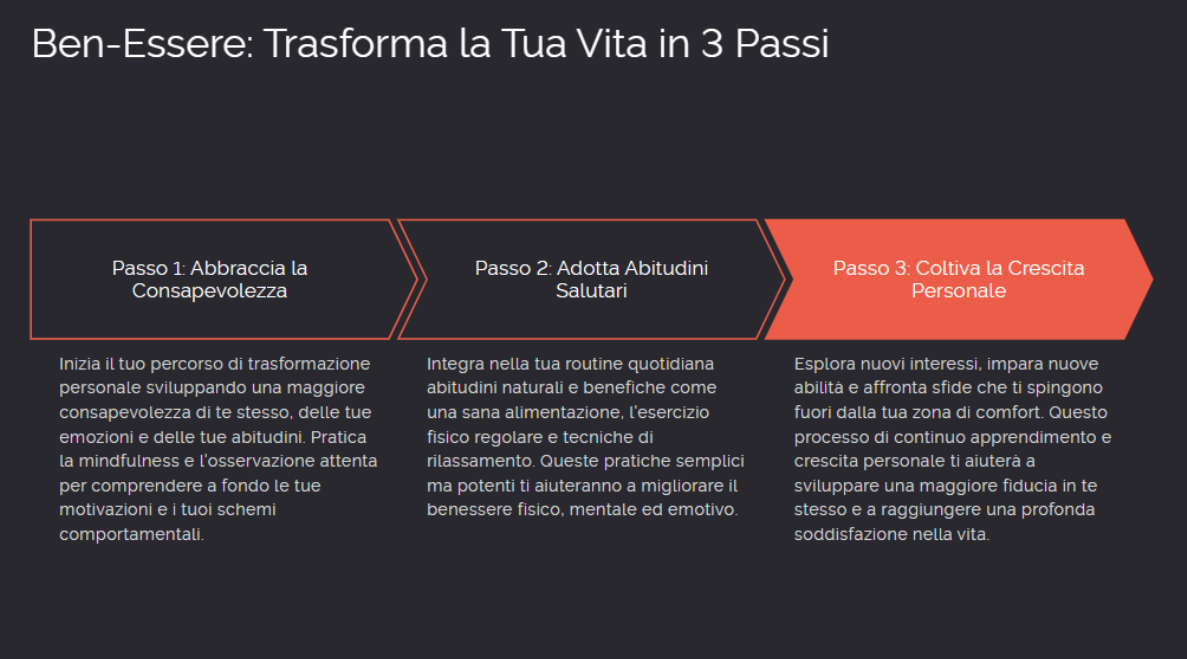 Ben-Essere: Trasforma la Tua Vita in 3 Passi
Passo 1: Abbraccia la
Consapevolezza
Inizia il tuo percorso di trasformazione
personale sviluppando una maggiore
consapevolezza di te stesso, delle tue
emozioni e delle tue abitudini. Pratica
la mindfulness e l'osservazione attenta
per comprendere a fondo le tue
motivazioni e i tuoi schemi
comportamentali.
Passo 2: Adotta Abitudini
Salutari
Integra nella tua routine quotidiana
abitudini naturali e benefiche come
una sana alimentazione, l'esercizio
fisico regolare e tecniche di
rilassamento. Queste pratiche semplici
ma potenti ti aiuteranno a migliorare il
benessere fisico, mentale ed emotivo.
Passo 3: Coltiva la Crescita
Personale
Esplora nuovi interessi, impara nuove
abilità e affronta sfide che ti spingono
fuori dalla tua zona di comfort. Questo
processo di continuo apprendimento e
crescita personale ti aiuterà a
sviluppare una maggiore fiducia in te
stesso e a raggiungere una profonda
soddisfazione nella vita.